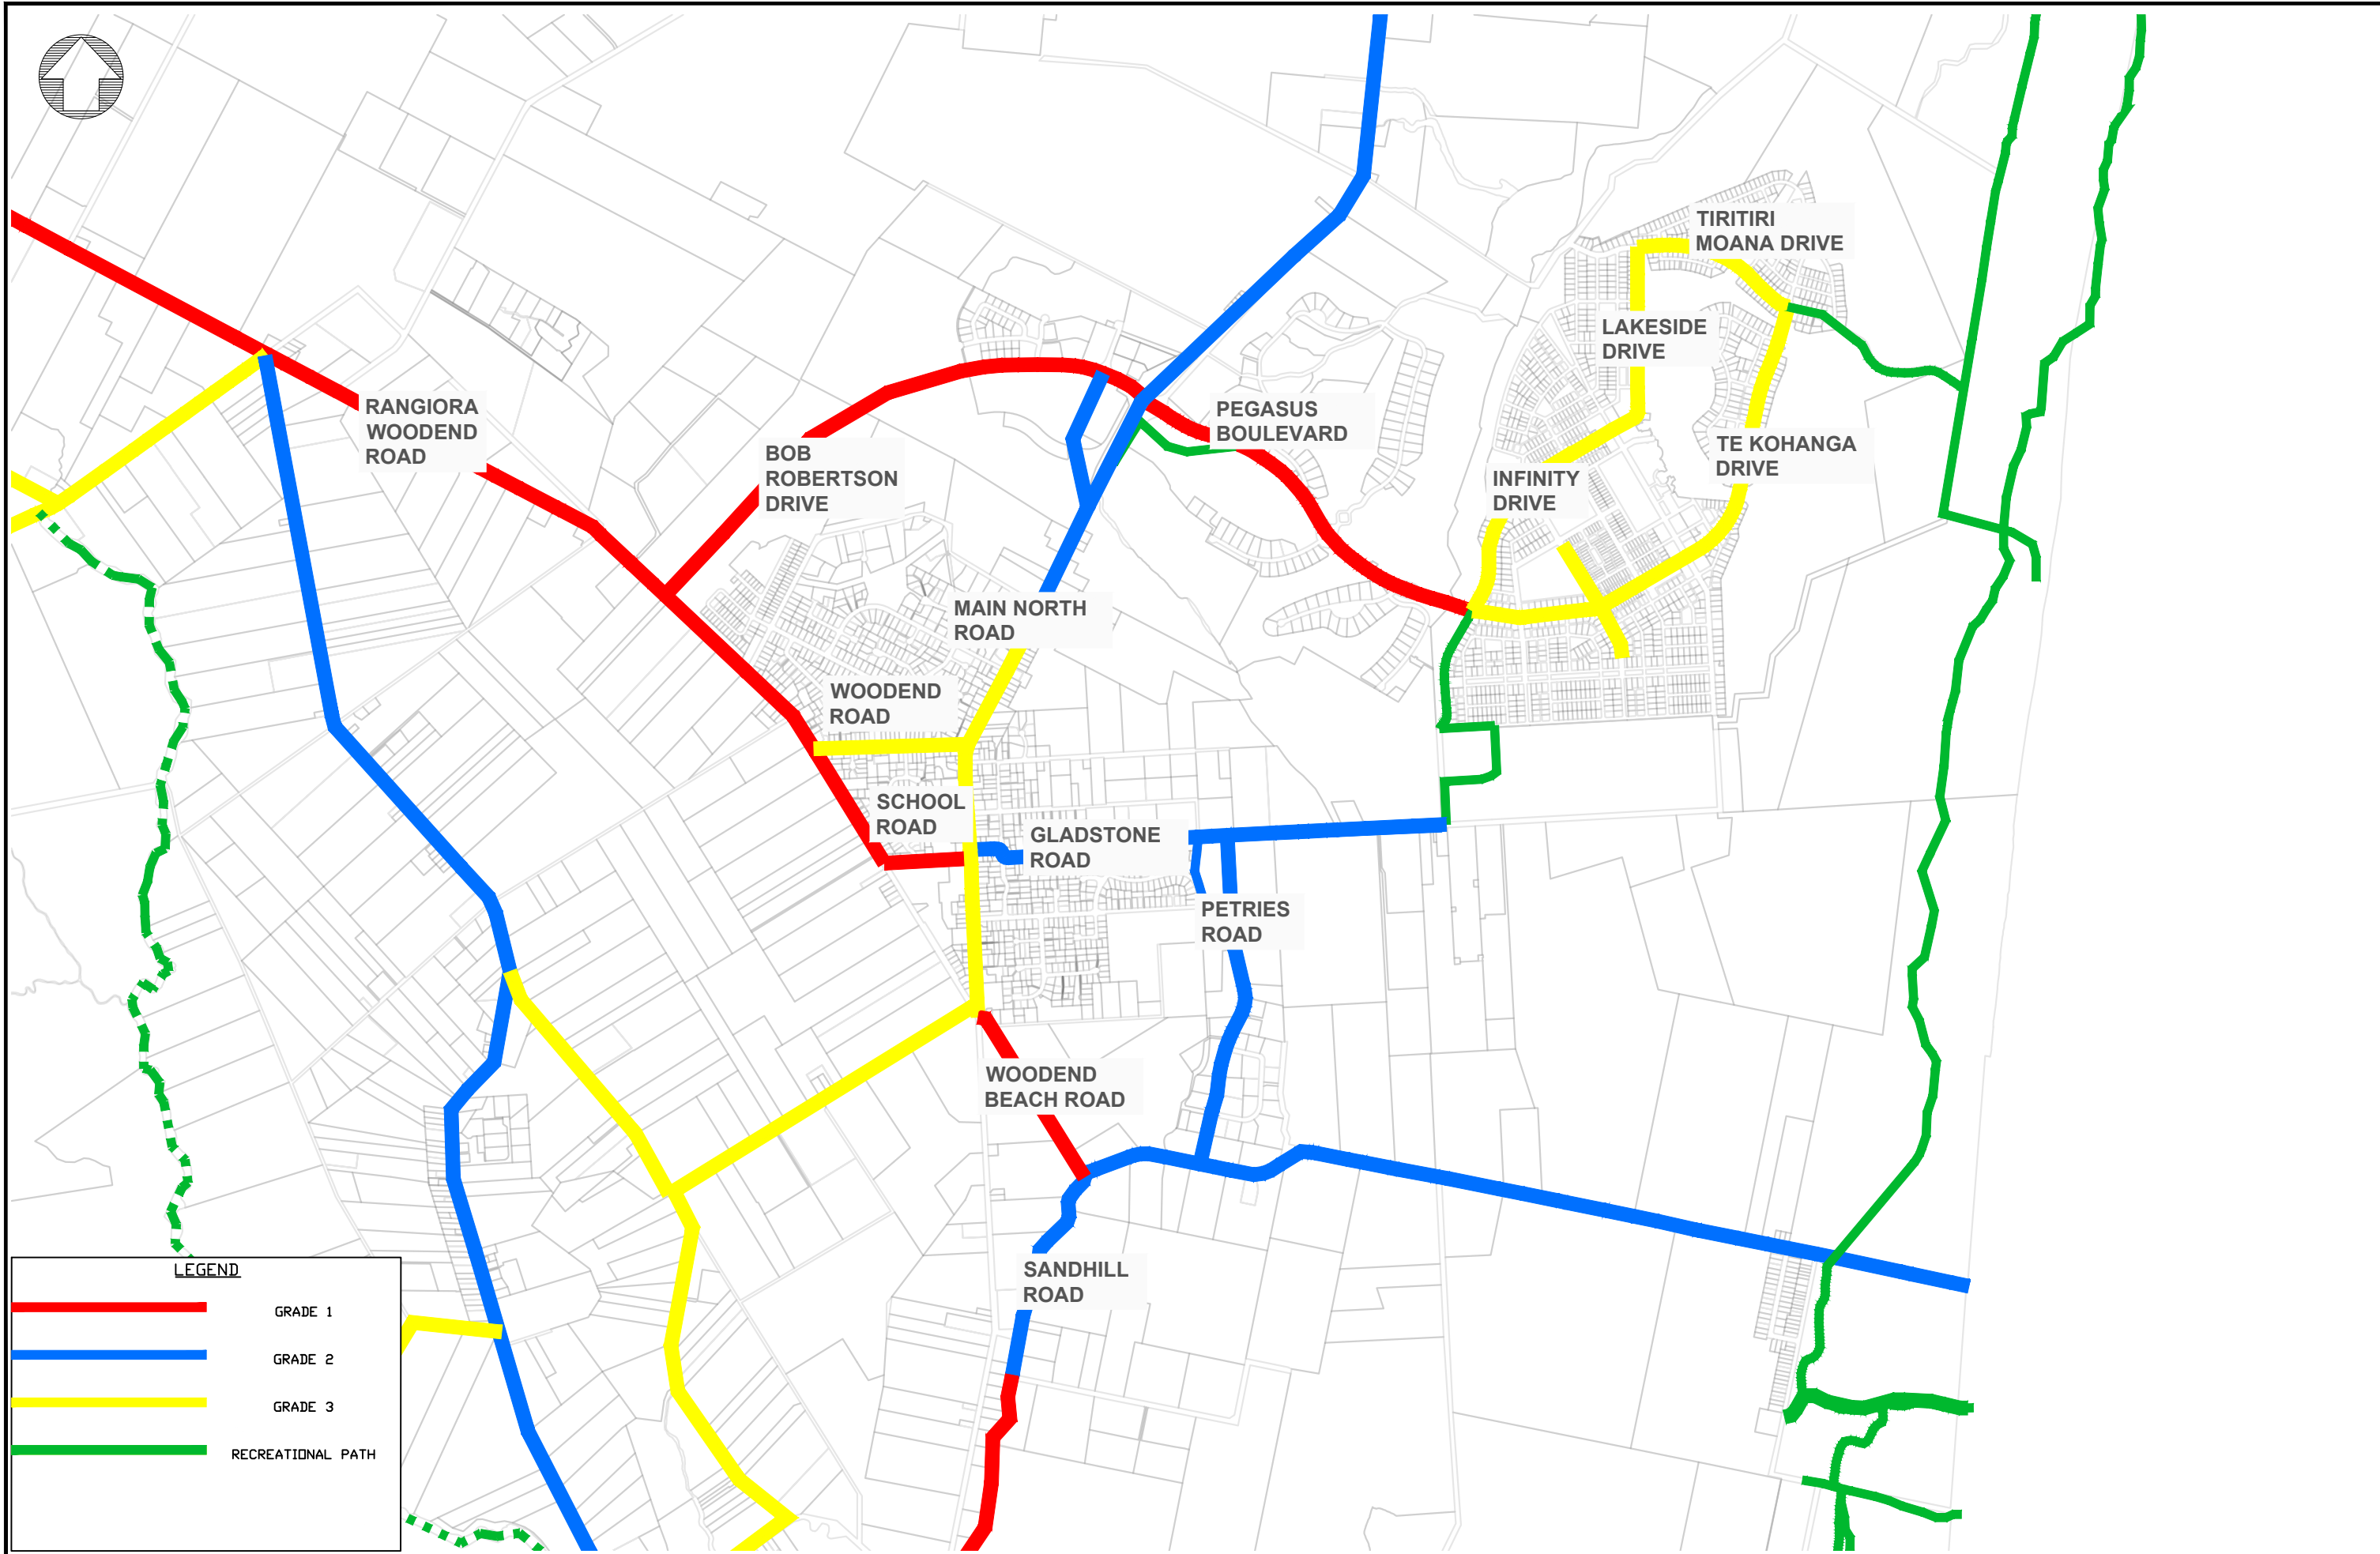 TIRITIRI
MOANA DRIVE
LAKESIDE
DRIVE
RANGIORA
WOODEND
ROAD
PEGASUS
BOULEVARD
BOB
ROBERTSON
DRIVE
TE KOHANGA
DRIVE
INFINITY
DRIVE
MAIN NORTH
ROAD
WOODEND
ROAD
SCHOOL
ROAD
GLADSTONE
ROAD
PETRIES
ROAD
WOODEND
BEACH ROAD
SANDHILL
ROAD
LEGEND
GRADE 1
GRADE 2
GRADE 3
RECREATIONAL PATH